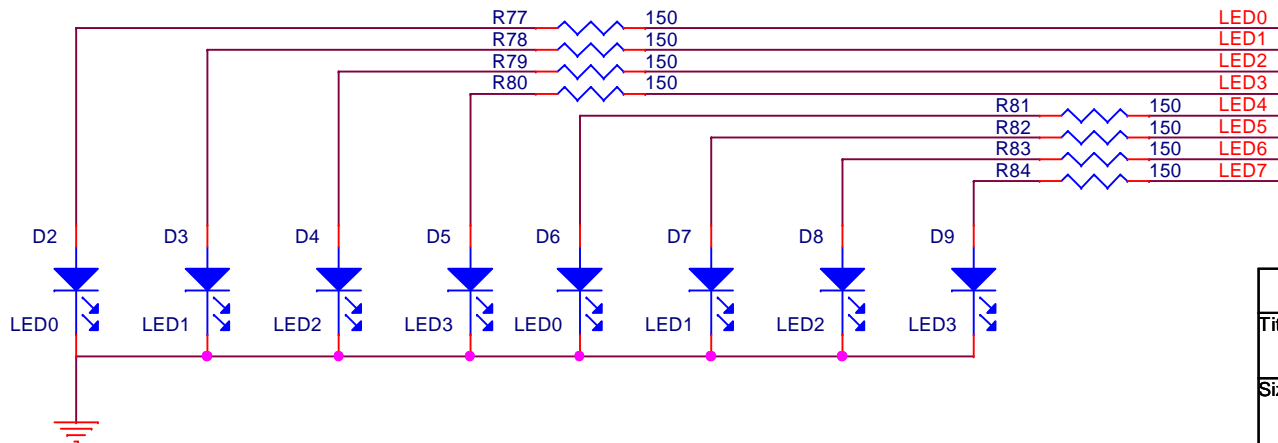 R77 150 LED0
R78 150 LED1
R79 150 LED2
R80 150 LED3
R81 150 LED4
R82 150 LED5
R83 150 LED6
R84 150 LED7
D2 D3 D4 D5 D6 D7 D8 D9
LED0 LED1 LED2 LED3 LED0 LED1 LED2 LED3